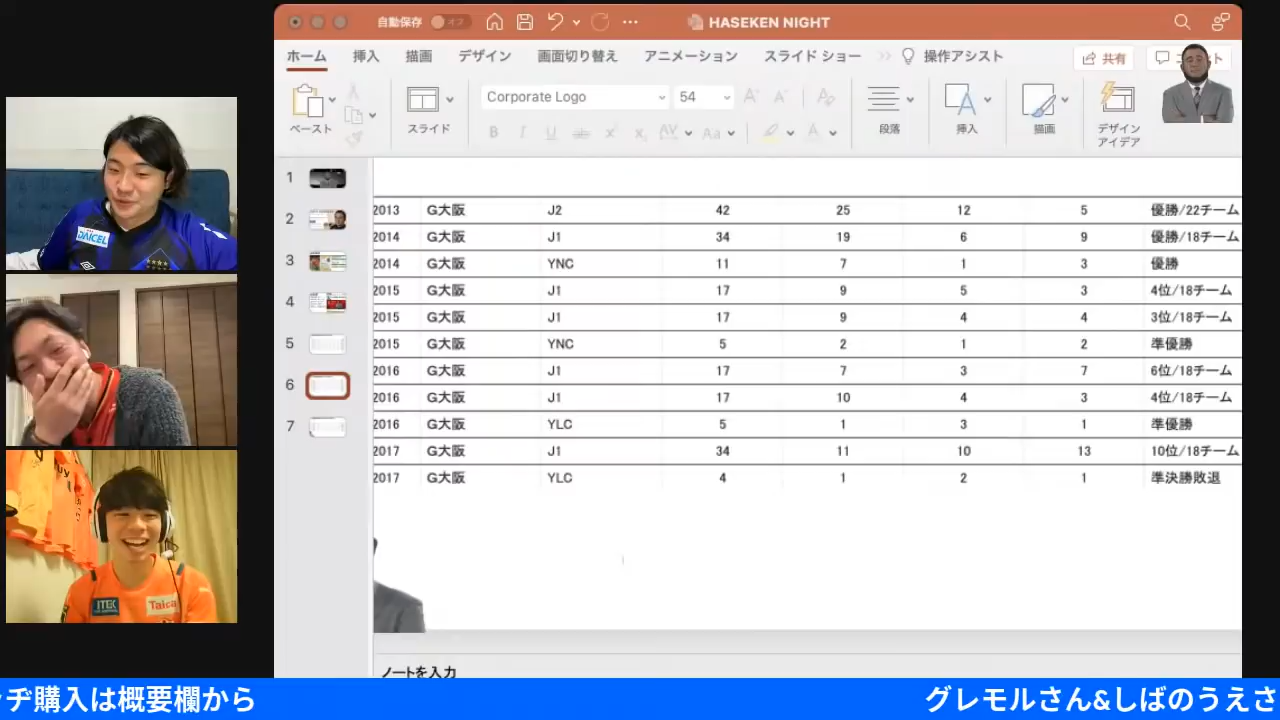 自動保存 オフ HASEKEN NIGHT
ホーム 挿入 描画 デザイン 画面切り替え アニメーション スライド ショー 操作アシスト 共有
Corporate Logo 54
ペースト スライド 段落 挿入 描画 デザイン
アイデア
B I U ab x² x₂ AV Aa A
1
2
3
4
5
6
7
2013 G大阪 J2 42 25 12 5 優勝/22チーム
2014 G大阪 J1 34 19 6 9 優勝/18チーム
2014 G大阪 YNC 11 7 1 3 優勝
2015 G大阪 J1 17 9 5 3 4位/18チーム
2015 G大阪 J1 17 9 4 4 3位/18チーム
2015 G大阪 YNC 5 2 1 2 準優勝
2016 G大阪 J1 17 7 3 7 6位/18チーム
2016 G大阪 J1 17 10 4 3 4位/18チーム
2016 G大阪 YLC 5 1 3 1 準優勝
2017 G大阪 J1 34 11 10 13 10位/18チーム
2017 G大阪 YLC 4 1 2 1 準決勝敗退
ノートを入力
DAICEL
ITEK
Taica
ッヂ購入は概要欄から グレモルさん&しばのうえさ